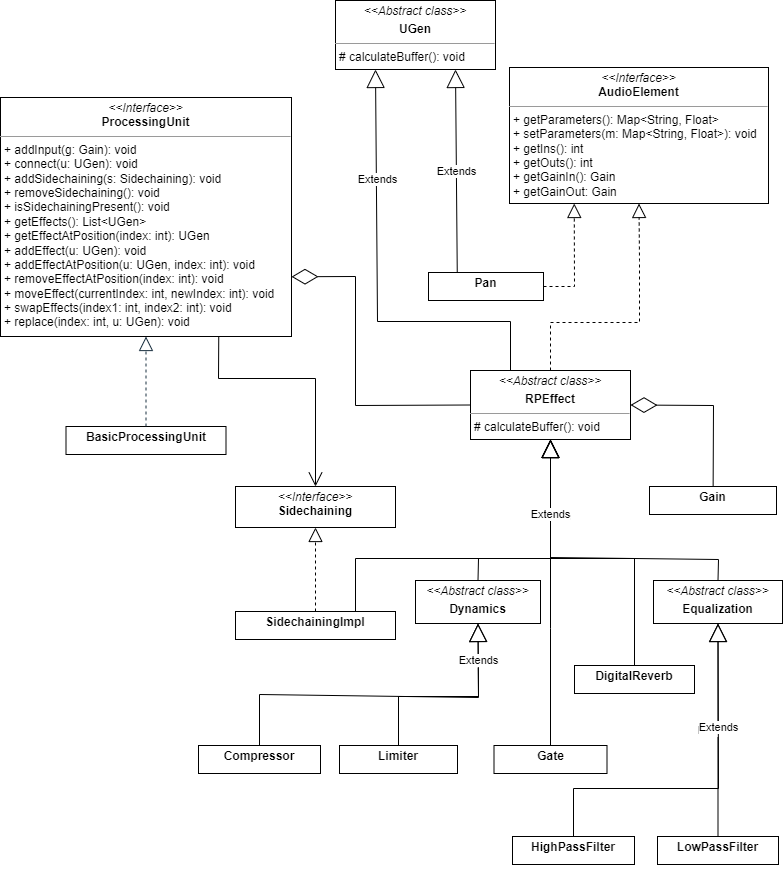 <<Abstract class>>
UGen
# calculateBuffer(): void
<<Interface>>
AudioElement
+ getParameters(): Map<String, Float>
+ setParameters(m: Map<String, Float>): void
+ getIns(): int
+ getOuts(): int
+ getGainIn(): Gain
+ getGainOut: Gain
<<Interface>>
ProcessingUnit
+ addInput(g: Gain): void
+ connect(u: UGen): void
+ addSidechaining(s: Sidechaining): void
+ removeSidechaining(): void
+ isSidechainingPresent(): void
+ getEffects(): List<UGen>
+ getEffectAtPosition(index: int): UGen
+ addEffect(u: UGen): void
+ addEffectAtPosition(u: UGen, index: int): void
+ removeEffectAtPosition(index: int): void
+ moveEffect(currentIndex: int, newIndex: int): void
+ swapEffects(index1: int, index2: int): void
+ replace(index: int, u: UGen): void
Extends
Extends
Pan
<<Abstract class>>
RPEffect
# calculateBuffer(): void
BasicProcessingUnit
<<Interface>>
Sidechaining
Gain
Extends
SidechainingImpl
<<Abstract class>>
Dynamics
<<Abstract class>>
Equalization
Extends
DigitalReverb
Extends
Compressor
Limiter
Gate
HighPassFilter
LowPassFilter